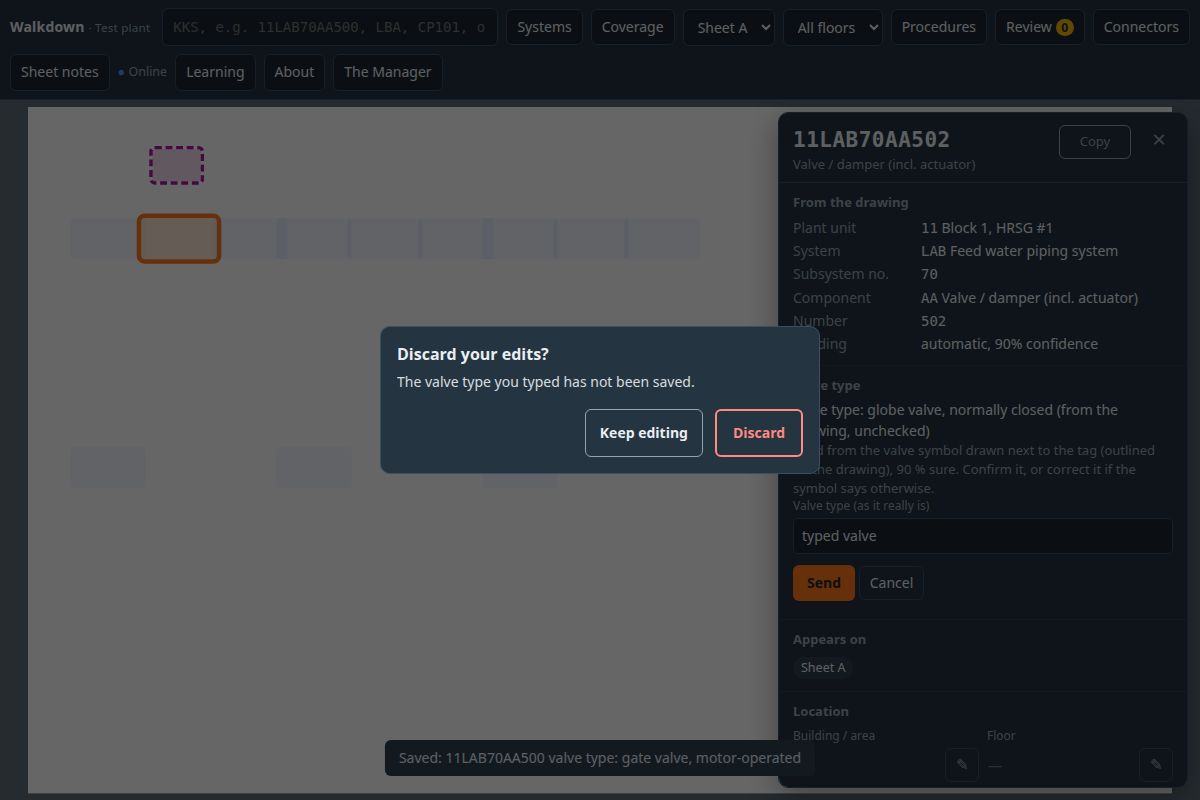 Walkdown · Test plant
KKS, e.g. 11LAB70AA500, LBA, CP101, o
Systems
Coverage
Sheet A
All floors
Procedures
Review 0
Connectors
Sheet notes
Online
Learning
About
The Manager
11LAB70AA502
Copy
×
Valve / damper (incl. actuator)
From the drawing
Plant unit 11 Block 1, HRSG #1
System LAB Feed water piping system
Subsystem no. 70
Component AA Valve / damper (incl. actuator)
Number 502
automatic, 90% confidence
Discard your edits?
The valve type you typed has not been saved.
Keep editing
Discard
type
type: globe valve, normally closed (from the
unchecked)
from the valve symbol drawn next to the tag (outlined
drawing), 90 % sure. Confirm it, or correct it if the
symbol says otherwise.
Valve type (as it really is)
typed valve
Send
Cancel
Appears on
Sheet A
Location
Building / area
Floor
—
Saved: 11LAB70AA500 valve type: gate valve, motor-operated